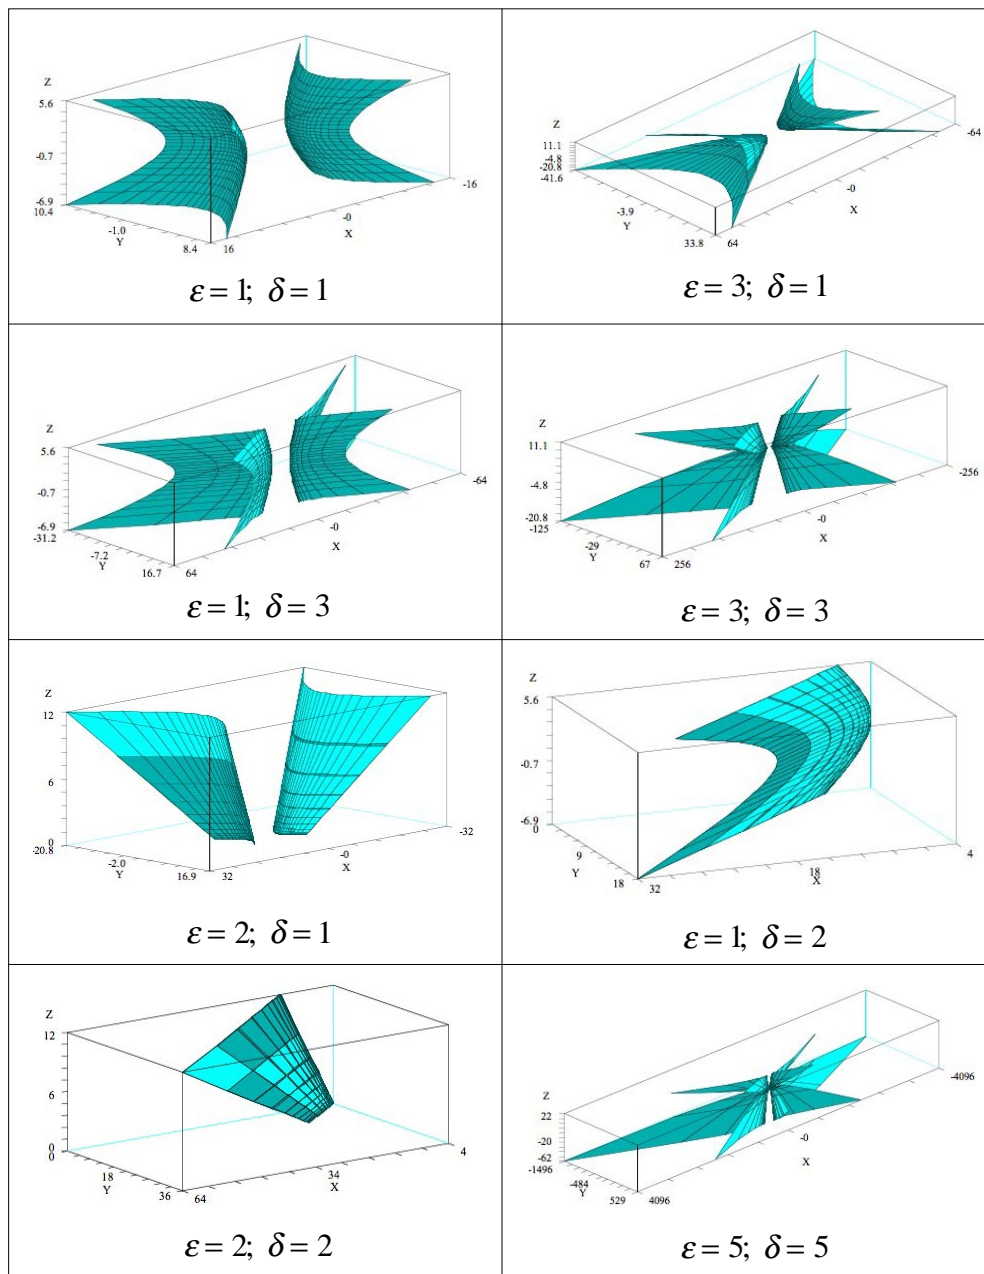 Z
5.6
-0.7
-6.9
10.4
-1.0
Y
8.4
16
-0
X
-16
ε = 1; δ = 1
Z
11.1
-4.8
-20.8
-41.6
-3.9
Y
33.8
64
-0
X
-64
ε = 3; δ = 1
Z
5.6
-0.7
-6.9
-31.2
-7.2
Y
16.7
64
-0
X
-64
ε = 1; δ = 3
Z
11.1
-4.8
-20.8
-125
-29
Y
67
256
-0
X
-256
ε = 3; δ = 3
Z
12
6
0
-20.8
-2.0
Y
16.9
32
-0
X
-32
ε = 2; δ = 1
Z
5.6
-0.7
-6.9
0
9
Y
18
32
18
X
4
ε = 1; δ = 2
Z
12
6
0
0
18
Y
36
64
34
X
4
ε = 2; δ = 2
Z
22
-20
-62
-1496
-484
Y
529
4096
-0
X
-4096
ε = 5; δ = 5